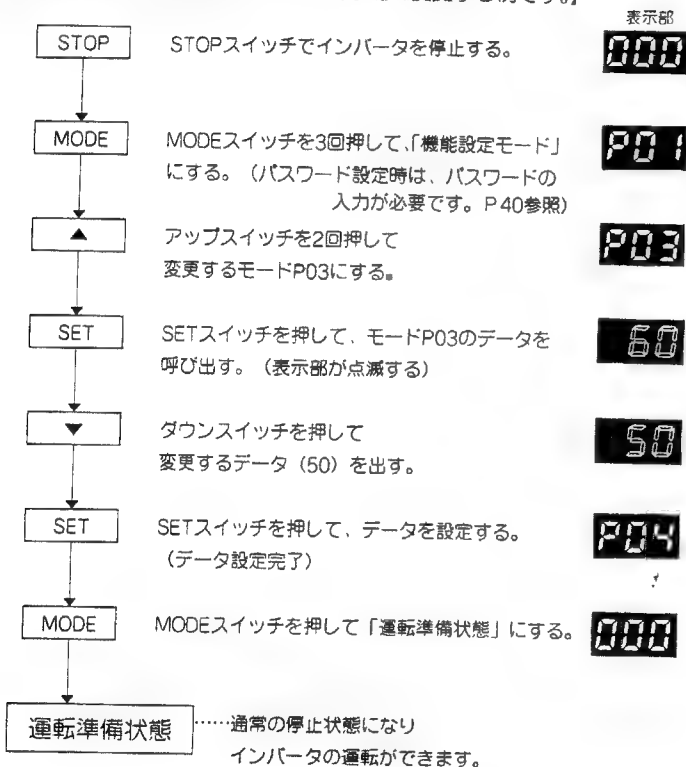 する例です。】
表示部
STOP STOPスイッチでインバータを停止する。 000
MODE MODEスイッチを3回押して、「機能設定モード」 P01
にする。(パスワード設定時は、パスワードの
入力が必要です。P40参照)
▲ アップスイッチを2回押して P03
変更するモードP03にする。
SET SETスイッチを押して、モードP03のデータを 60
呼び出す。(表示部が点滅する)
▼ ダウンスイッチを押して 50
変更するデータ(50)を出す。
SET SETスイッチを押して、データを設定する。 P04
(データ設定完了)
MODE MODEスイッチを押して「運転準備状態」にする。 000
運転準備状態 ……通常の停止状態になり
インバータの運転ができます。